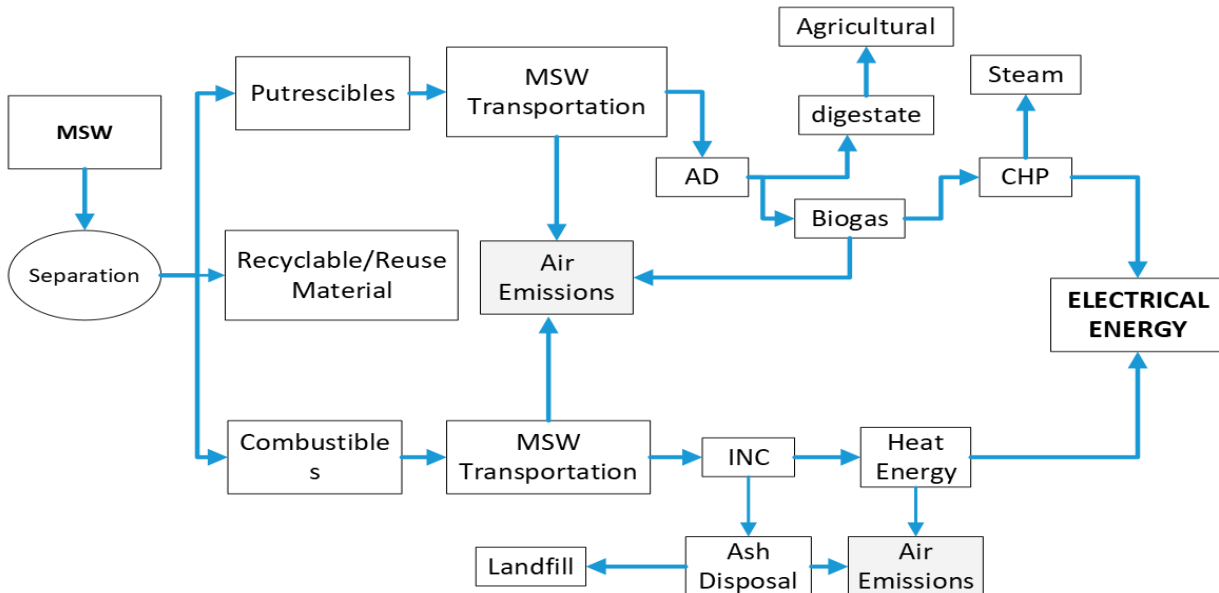 Agricultural
Steam
MSW
Putrescibles
MSW
Transportation
digestate
AD
CHP
Biogas
Separation
Recyclable/Reuse
Material
Air
Emissions
ELECTRICAL
ENERGY
Combustible
s
MSW
Transportation
INC
Heat
Energy
Landfill
Ash
Disposal
Air
Emissions